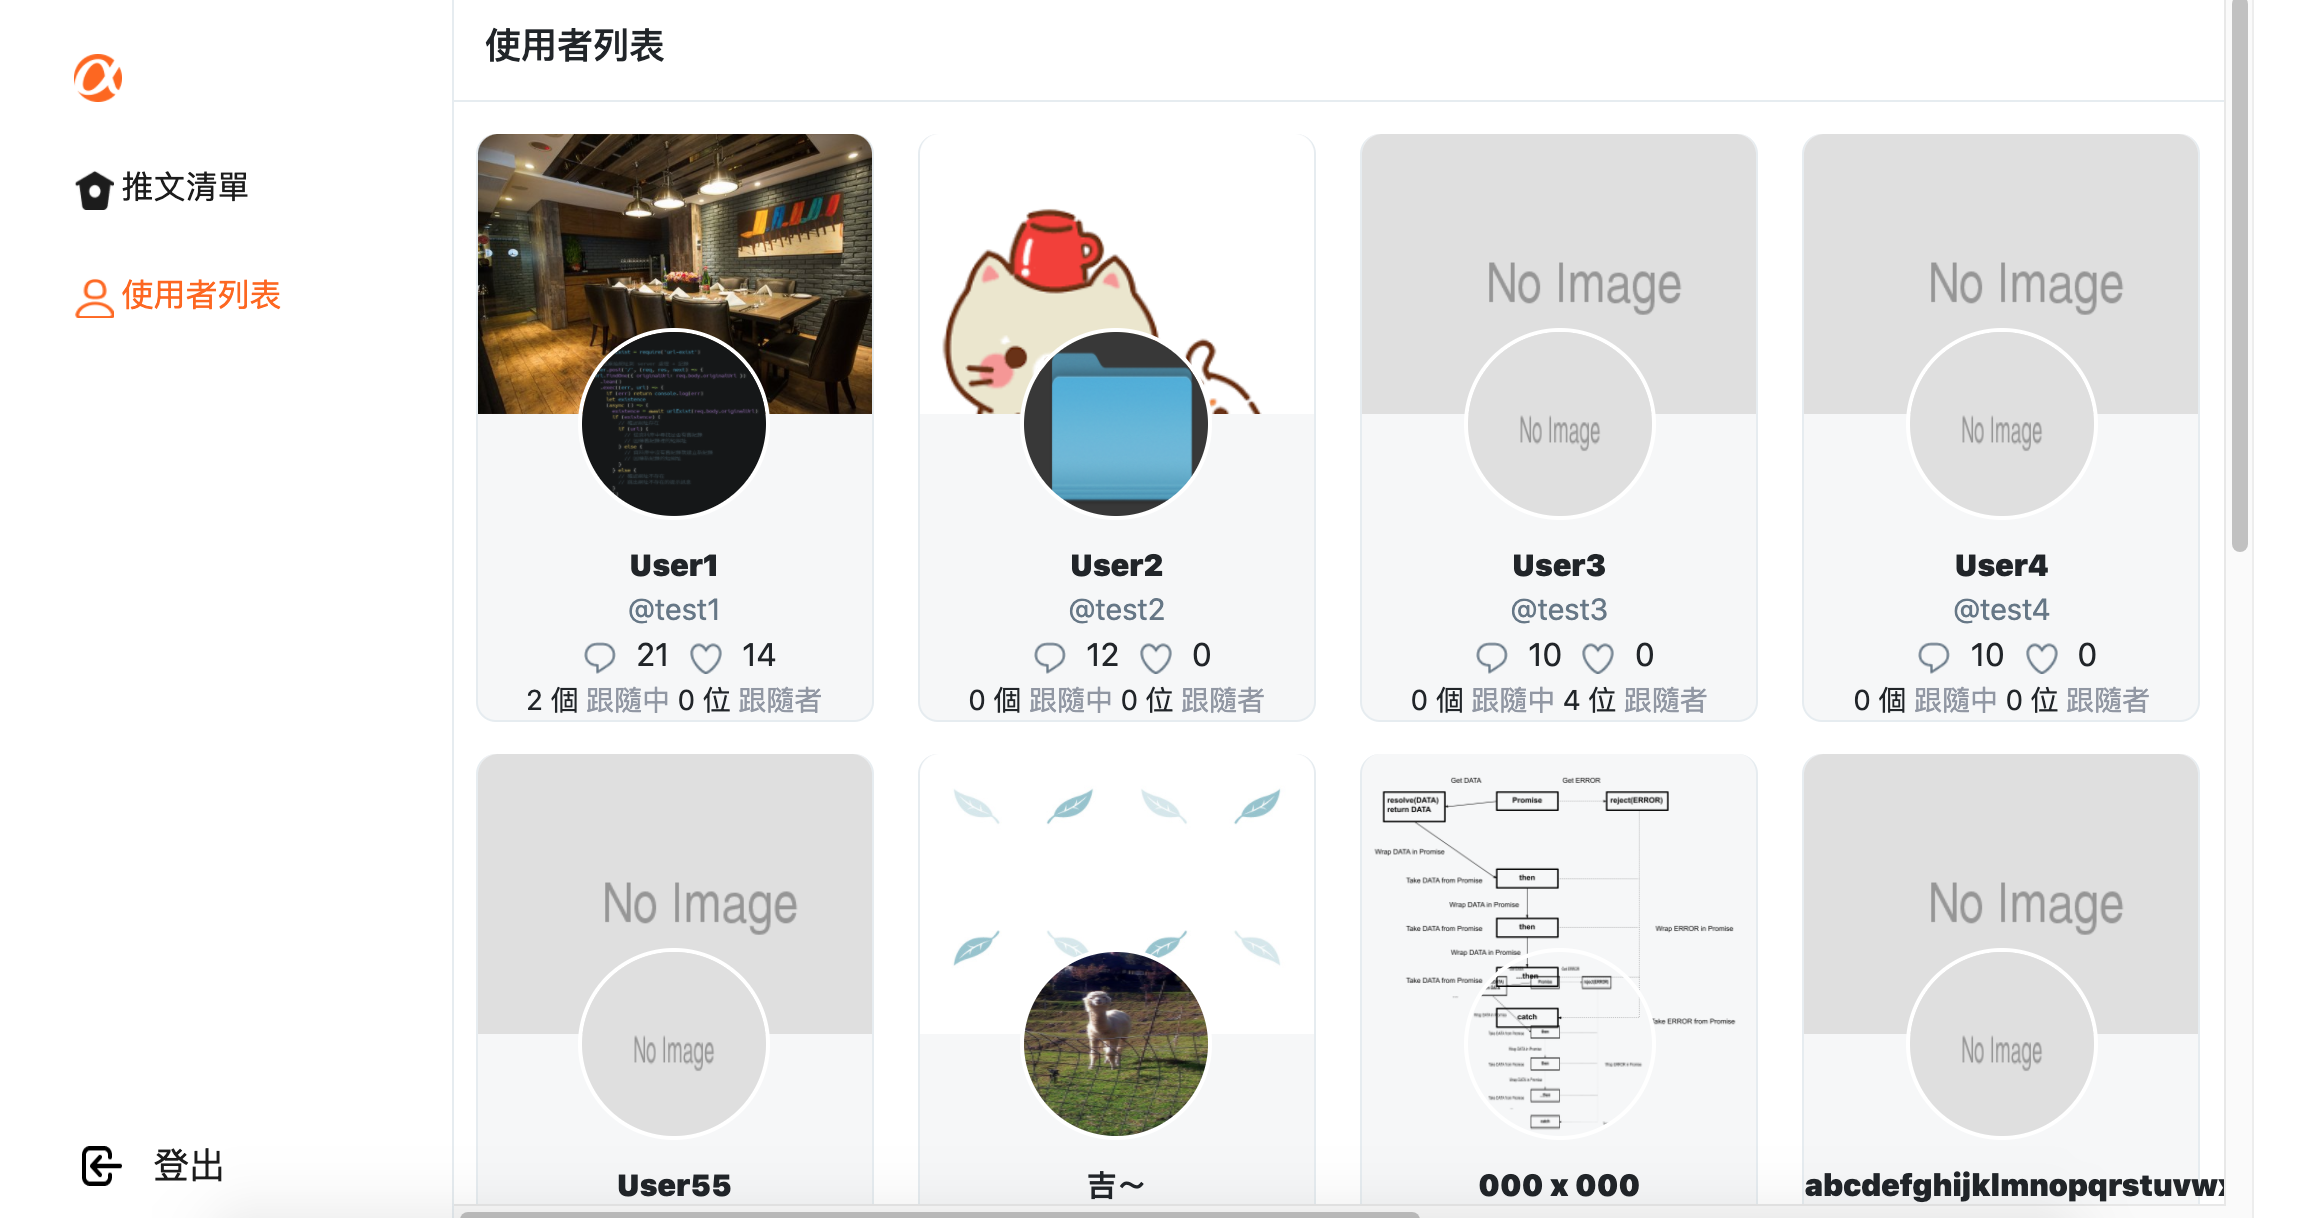 使用者列表
推文清單
使用者列表
登出
No Image
No Image
No Image
No Image
User1
@test1
21 14
2 個 跟隨中 0 位 跟隨者
User2
@test2
12 0
0 個 跟隨中 0 位 跟隨者
User3
@test3
10 0
0 個 跟隨中 4 位 跟隨者
User4
@test4
10 0
0 個 跟隨中 0 位 跟隨者
No Image
No Image
User55
吉～
Get DATA
Get ERROR
resolve(DATA)
return DATA
Promise
reject(ERROR)
Wrap DATA in Promise
then
Take DATA from Promise
Wrap DATA in Promise
then
Take DATA from Promise
Wrap ERROR in Promise
Wrap DATA in Promise
then
Take DATA from Promise
catch
Take ERROR from Promise
000 x 000
No Image
No Image
abcdefghijklmnopqrstuvwx